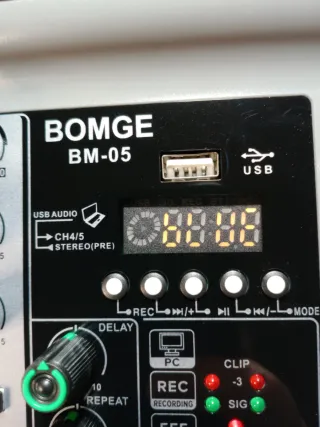 BOMGE
BM-05
USB
USB AUDIO
CH4/5
STEREO(PRE)
bLUE
REC
⏭/+
⏯
⏮/−
MODE
DELAY
10
REPEAT
PC
REC
RECORDING
CLIP
-3
SIG